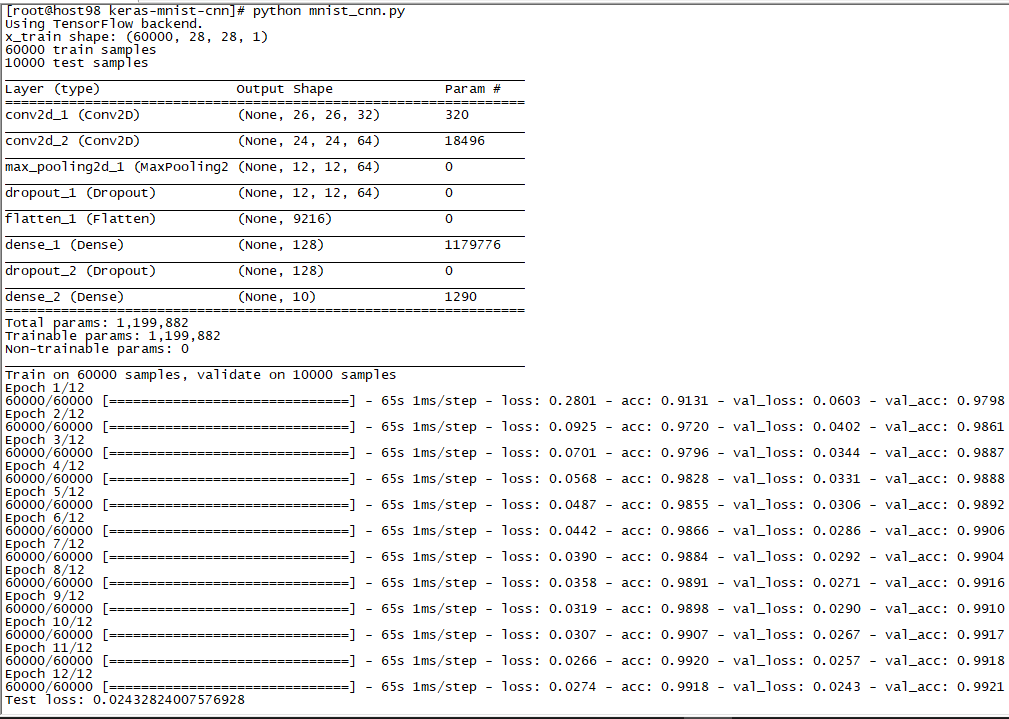 [root@host98 keras-mnist-cnn]# python mnist_cnn.py
Using TensorFlow backend.
x_train shape: (60000, 28, 28, 1)
60000 train samples
10000 test samples
Layer (type) Output Shape Param #
=================================================================
conv2d_1 (Conv2D) (None, 26, 26, 32) 320
conv2d_2 (Conv2D) (None, 24, 24, 64) 18496
max_pooling2d_1 (MaxPooling2 (None, 12, 12, 64) 0
dropout_1 (Dropout) (None, 12, 12, 64) 0
flatten_1 (Flatten) (None, 9216) 0
dense_1 (Dense) (None, 128) 1179776
dropout_2 (Dropout) (None, 128) 0
dense_2 (Dense) (None, 10) 1290
=================================================================
Total params: 1,199,882
Trainable params: 1,199,882
Non-trainable params: 0
Train on 60000 samples, validate on 10000 samples
Epoch 1/12
60000/60000 [==============================] - 65s 1ms/step - loss: 0.2801 - acc: 0.9131 - val_loss: 0.0603 - val_acc: 0.9798
Epoch 2/12
60000/60000 [==============================] - 65s 1ms/step - loss: 0.0925 - acc: 0.9720 - val_loss: 0.0402 - val_acc: 0.9861
Epoch 3/12
60000/60000 [==============================] - 65s 1ms/step - loss: 0.0701 - acc: 0.9796 - val_loss: 0.0344 - val_acc: 0.9887
Epoch 4/12
60000/60000 [==============================] - 65s 1ms/step - loss: 0.0568 - acc: 0.9828 - val_loss: 0.0331 - val_acc: 0.9888
Epoch 5/12
60000/60000 [==============================] - 65s 1ms/step - loss: 0.0487 - acc: 0.9855 - val_loss: 0.0306 - val_acc: 0.9892
Epoch 6/12
60000/60000 [==============================] - 65s 1ms/step - loss: 0.0442 - acc: 0.9866 - val_loss: 0.0286 - val_acc: 0.9906
Epoch 7/12
60000/60000 [==============================] - 65s 1ms/step - loss: 0.0390 - acc: 0.9884 - val_loss: 0.0292 - val_acc: 0.9904
Epoch 8/12
60000/60000 [==============================] - 65s 1ms/step - loss: 0.0358 - acc: 0.9891 - val_loss: 0.0271 - val_acc: 0.9916
Epoch 9/12
60000/60000 [==============================] - 65s 1ms/step - loss: 0.0319 - acc: 0.9898 - val_loss: 0.0290 - val_acc: 0.9910
Epoch 10/12
60000/60000 [==============================] - 65s 1ms/step - loss: 0.0307 - acc: 0.9907 - val_loss: 0.0267 - val_acc: 0.9917
Epoch 11/12
60000/60000 [==============================] - 65s 1ms/step - loss: 0.0266 - acc: 0.9920 - val_loss: 0.0257 - val_acc: 0.9918
Epoch 12/12
60000/60000 [==============================] - 65s 1ms/step - loss: 0.0274 - acc: 0.9918 - val_loss: 0.0243 - val_acc: 0.9921
Test loss: 0.02432824007576928